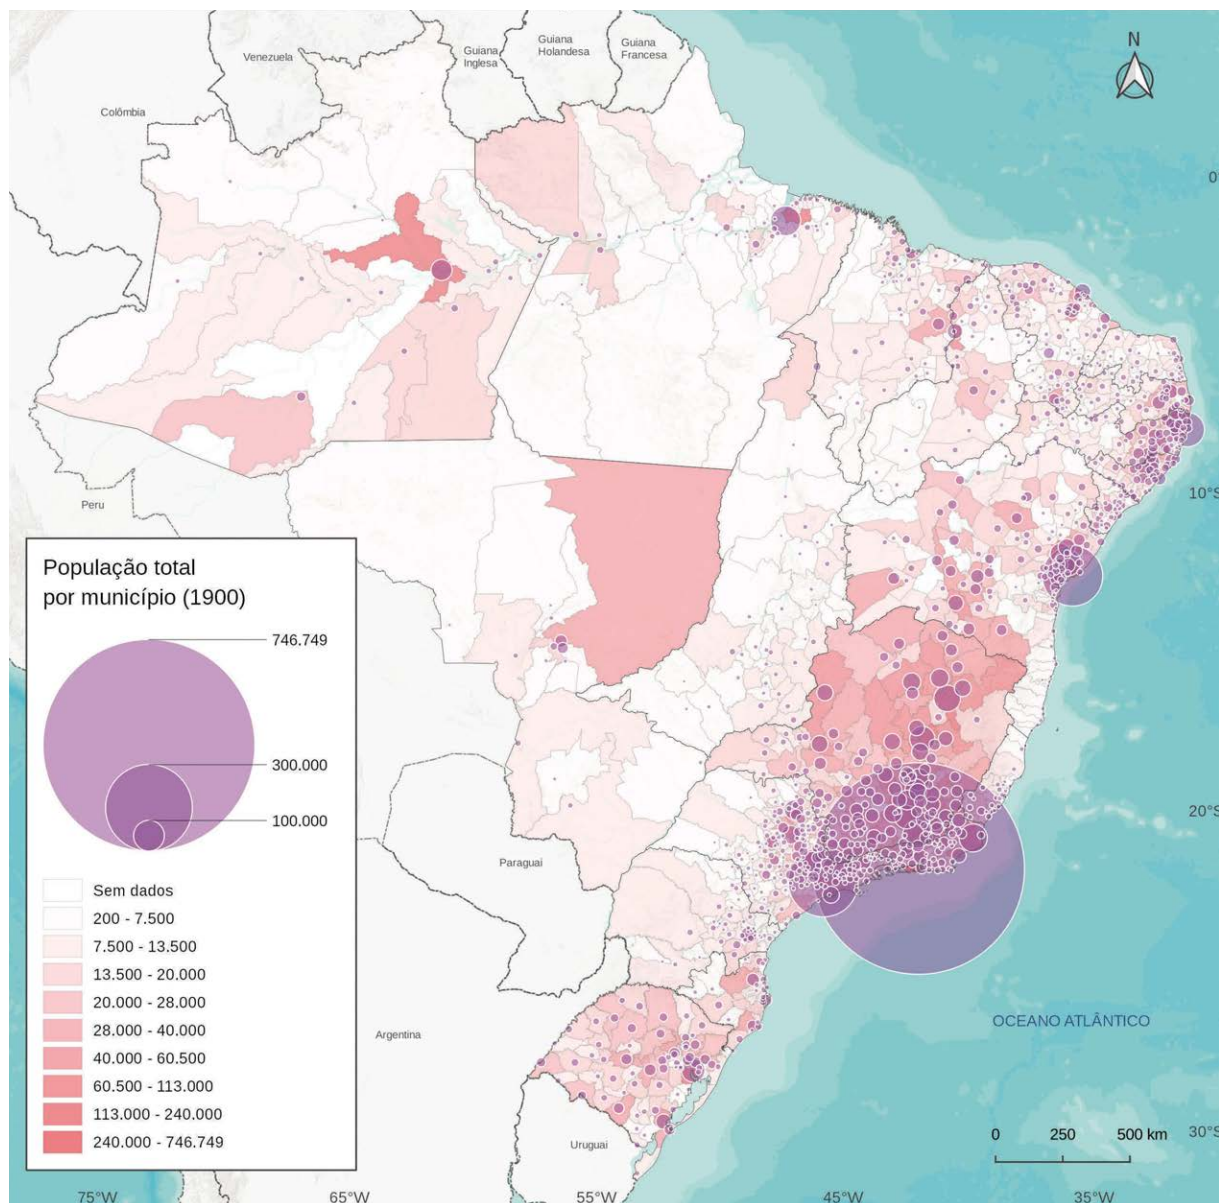 Guiana
Holandesa
Guiana
Francesa
Guiana
Inglesa
Venezuela
N
Colômbia
0°
Peru
10°S
População total
por município (1900)
746.749
300.000
100.000
Sem dados
200 - 7.500
7.500 - 13.500
13.500 - 20.000
20.000 - 28.000
28.000 - 40.000
40.000 - 60.500
60.500 - 113.000
113.000 - 240.000
240.000 - 746.749
20°S
Paraguai
Argentina
OCEANO ATLÂNTICO
Uruguai
0 250 500 km
30°S
75°W 65°W 55°W 45°W 35°W